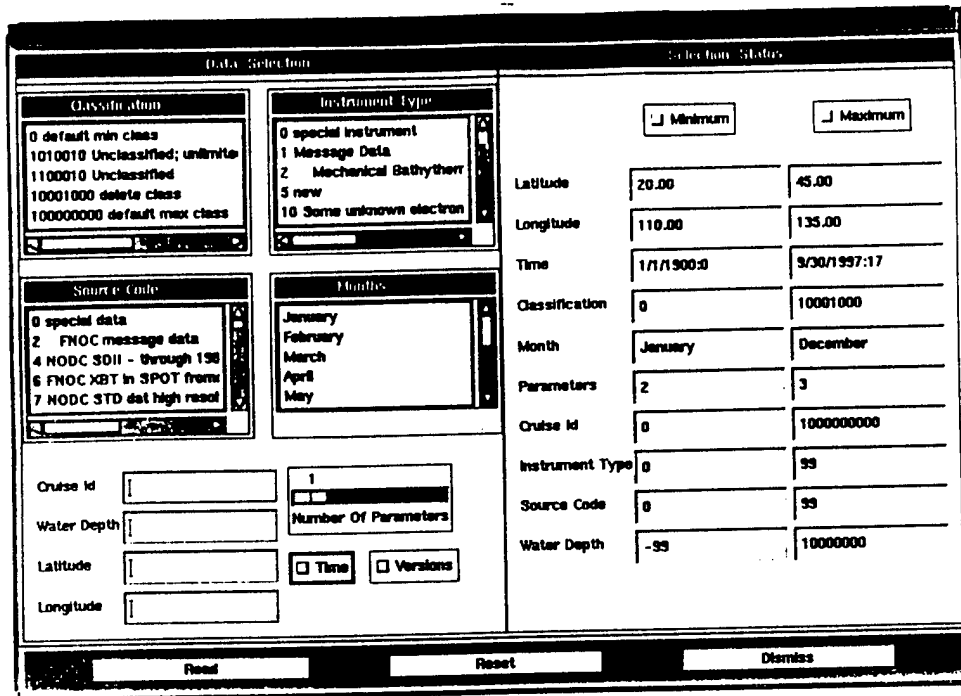 Data Selection
Selection Status
Classification
0 default min class
1010010 Unclassified; unlimite
1100010 Unclassified
10001000 delete class
100000000 default max class
Instrument Type
0 special instrument
1 Message Data
2 Mechanical Bathytherr
5 new
10 Some unknown electron
Source Code
0 special data
2 FNOC message data
4 NODC SDII - through 198
6 FNOC XBT in SPOT from
7 NODC STD dat high resol
Months
January
February
March
April
May
Cruise Id
Water Depth
Latitude
Longitude
1
Number Of Parameters
Time
Versions
Minimum
Maximum
Latitude 20.00 45.00
Longitude 110.00 135.00
Time 1/1/1900:0 9/30/1997:17
Classification 0 10001000
Month January December
Parameters 2 3
Cruise Id 0 1000000000
Instrument Type 0 99
Source Code 0 99
Water Depth -99 10000000
Read
Reset
Dismiss